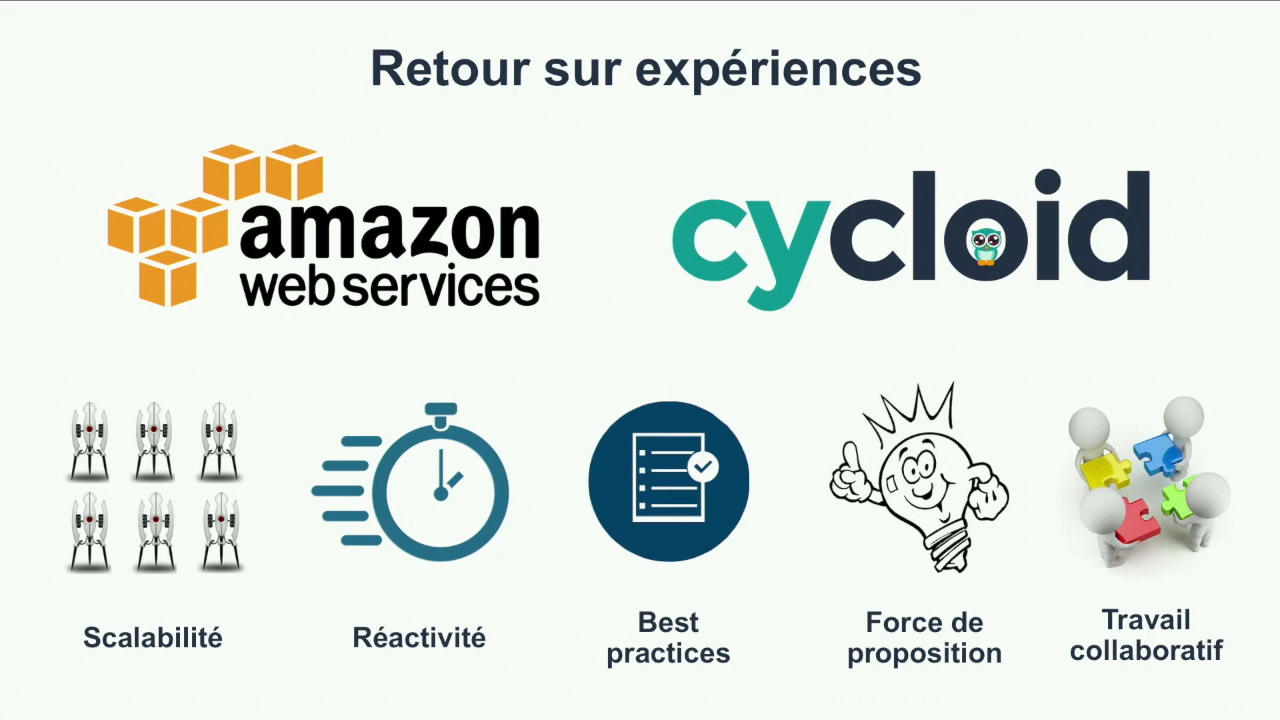 Retour sur expériences
amazon
web services
cycloid
Scalabilité
Réactivité
Best
practices
Force de
proposition
Travail
collaboratif